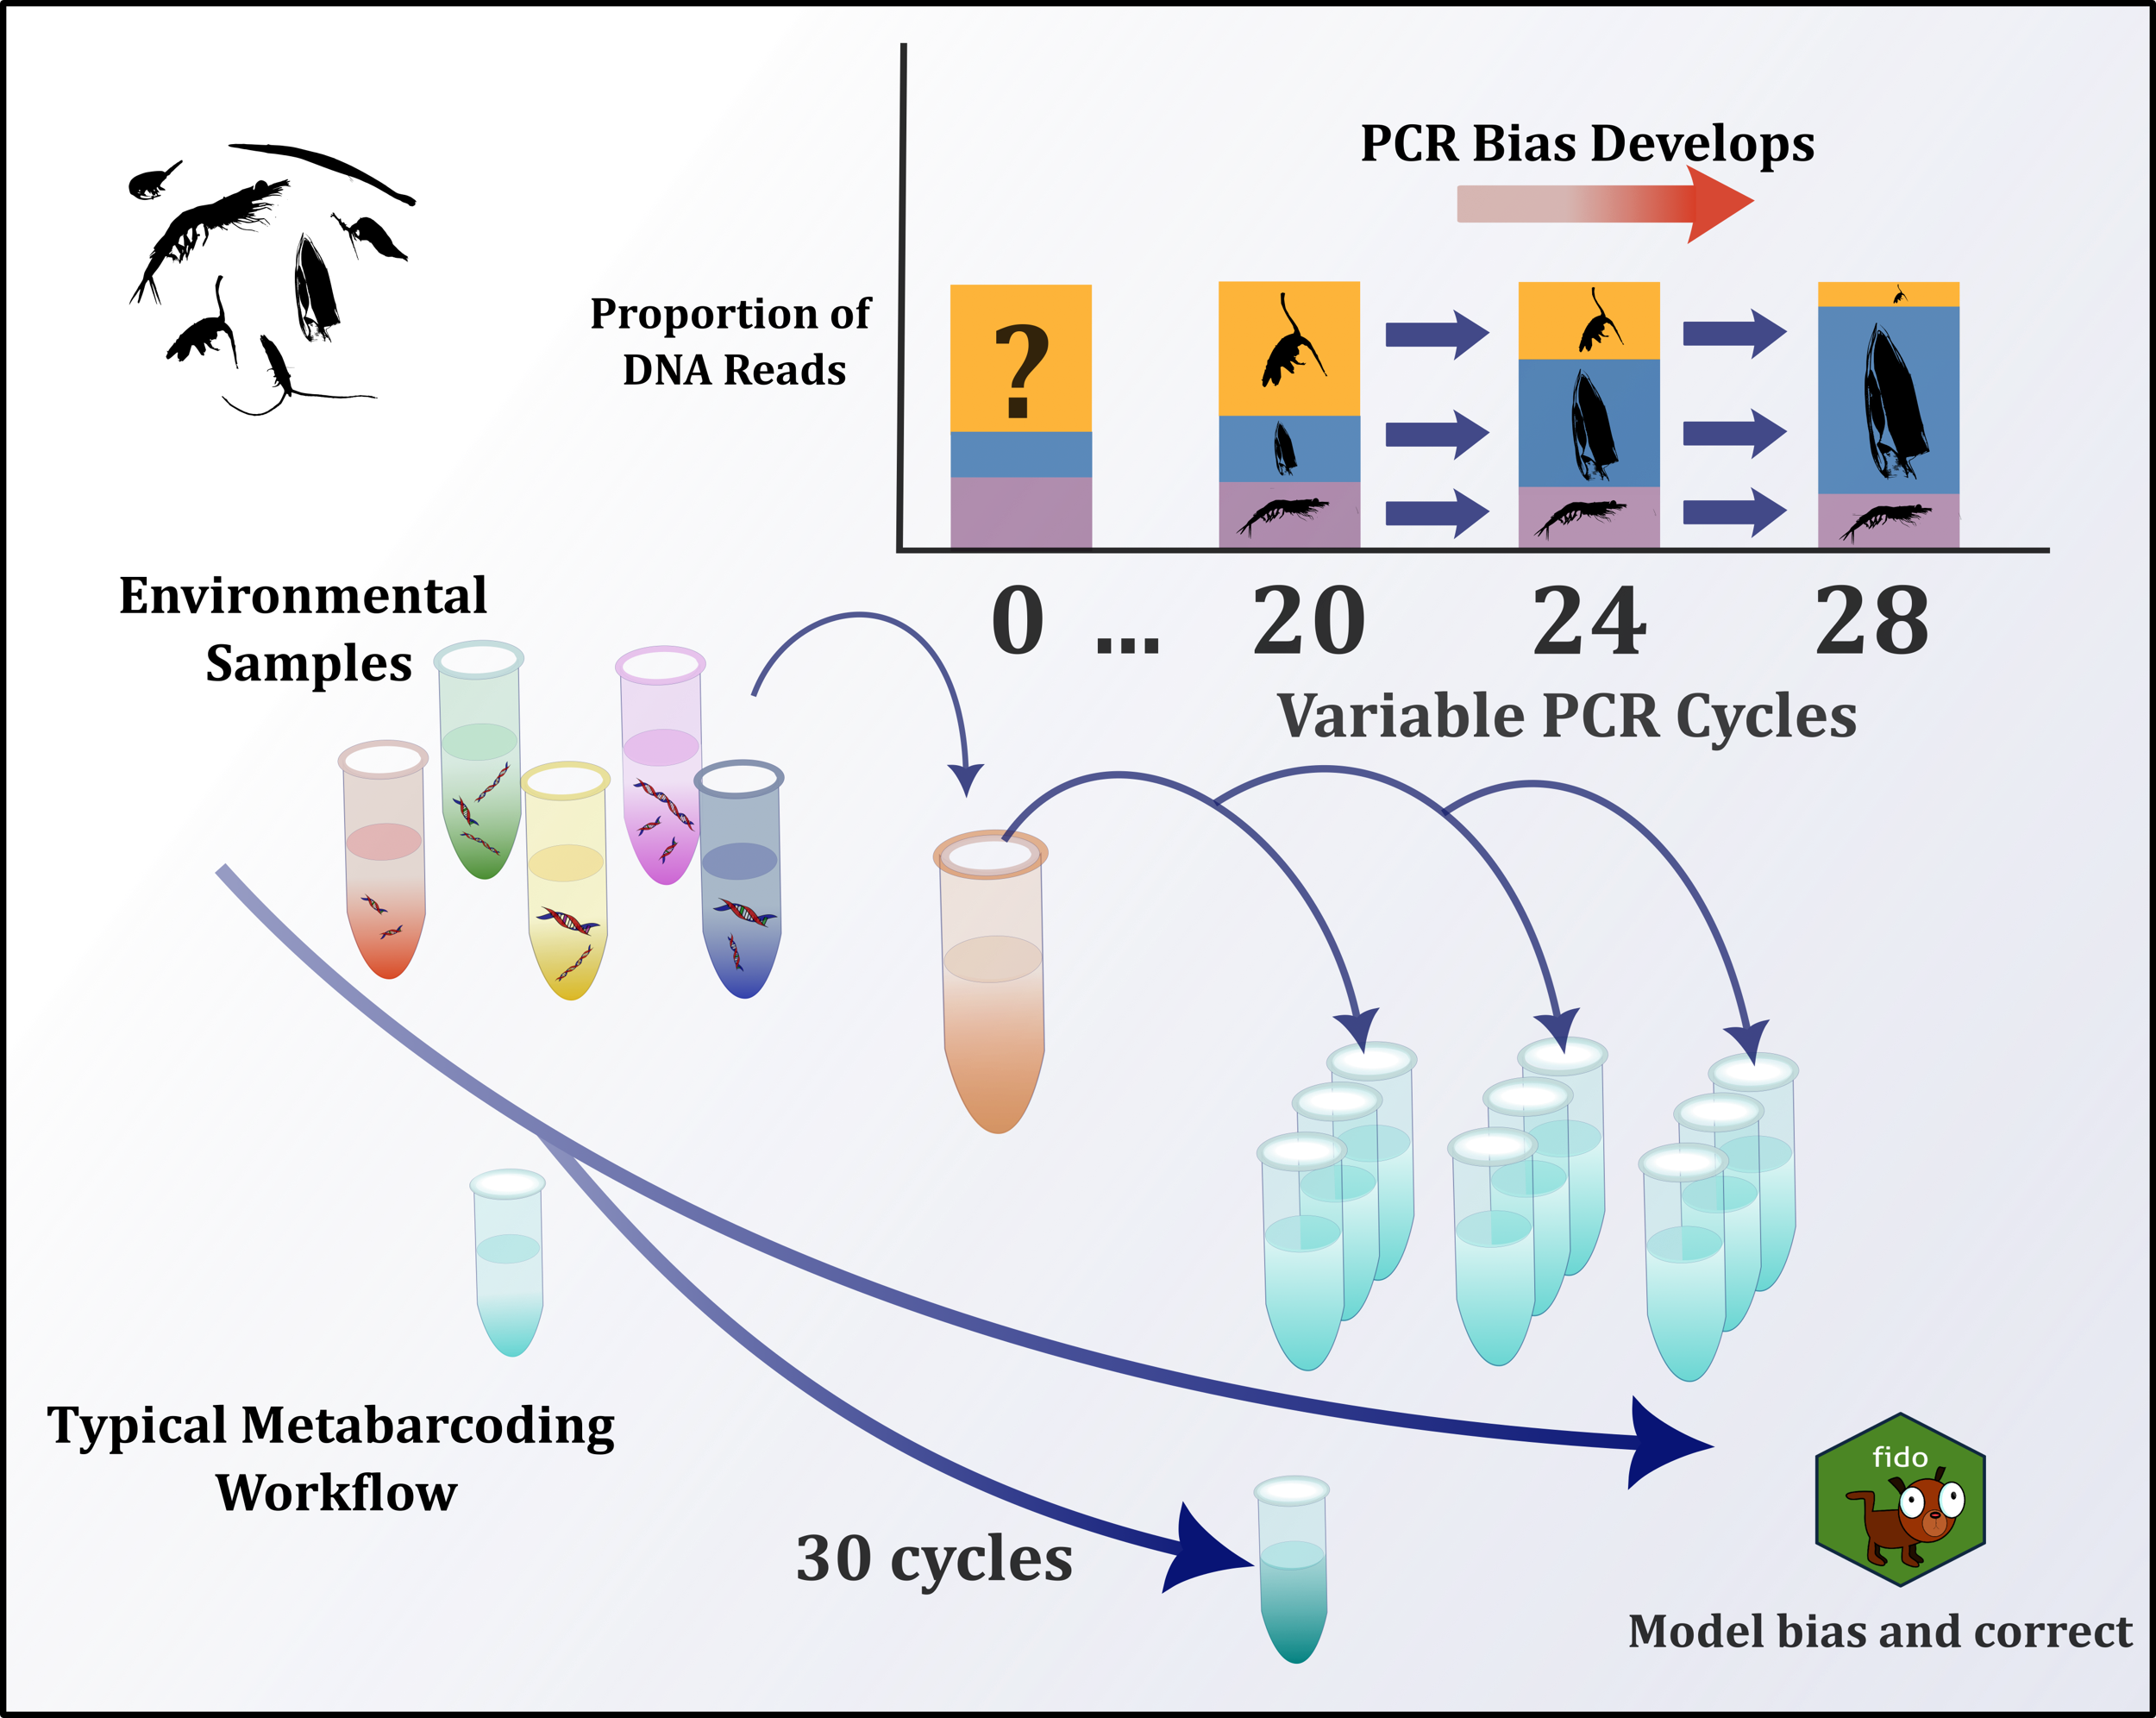 PCR Bias Develops
Proportion of
DNA Reads
?
0 ... 20 24 28
Variable PCR Cycles
Environmental
Samples
Typical Metabarcoding
Workflow
30 cycles
fido
Model bias and correct